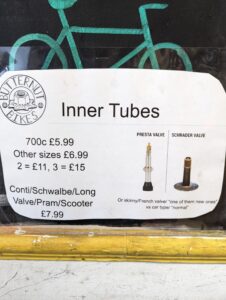 BUTTERNUT
BIKES
Inner Tubes
700c £5.99
Other sizes £6.99
2 = £11, 3 = £15
Conti/Schwalbe/Long
Valve/Pram/Scooter
£7.99
PRESTA VALVE
SCHRADER VALVE
Or skinny/French valve/ "one of them new ones"
vs car type/ "normal"